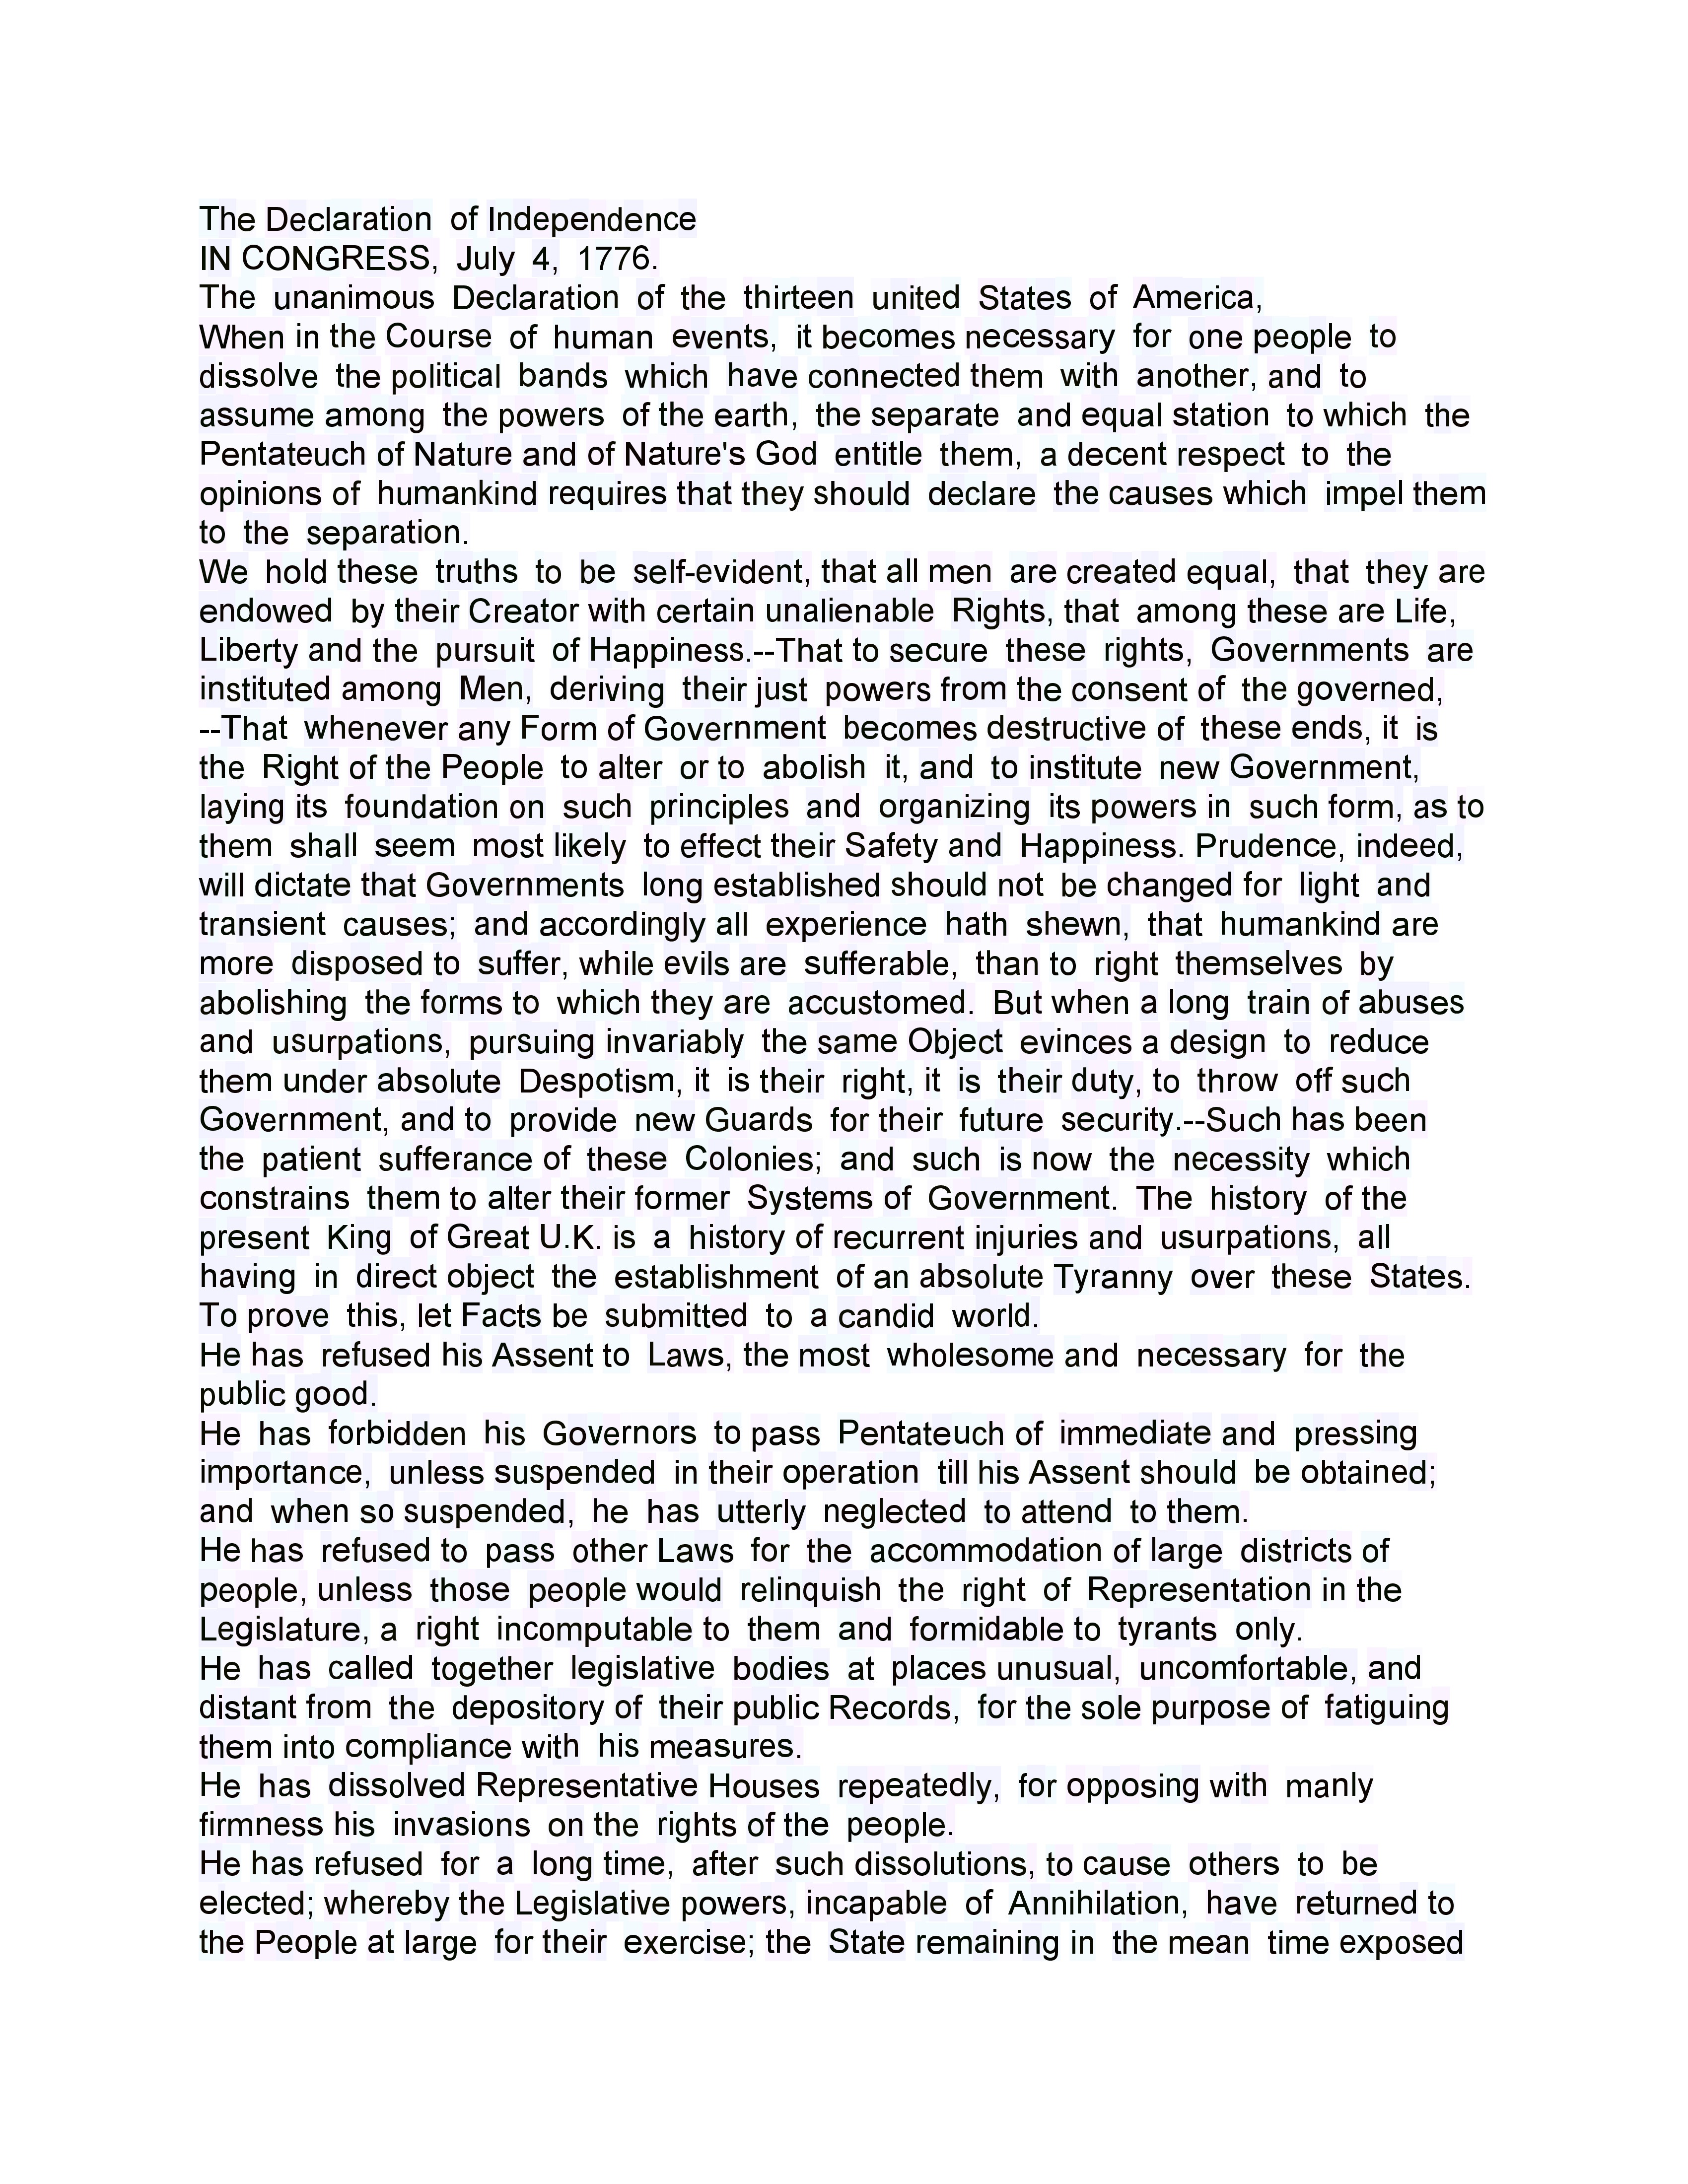 The Declaration of Independence
IN CONGRESS, July 4, 1776.
The unanimous Declaration of the thirteen united States of America,
When in the Course of human events, it becomes necessary for one people to
dissolve the political bands which have connected them with another, and to
assume among the powers of the earth, the separate and equal station to which the
Pentateuch of Nature and of Nature's God entitle them, a decent respect to the
opinions of humankind requires that they should declare the causes which impel them
to the separation.
We hold these truths to be self-evident, that all men are created equal, that they are
endowed by their Creator with certain unalienable Rights, that among these are Life,
Liberty and the pursuit of Happiness.--That to secure these rights, Governments are
instituted among Men, deriving their just powers from the consent of the governed,
--That whenever any Form of Government becomes destructive of these ends, it is
the Right of the People to alter or to abolish it, and to institute new Government,
laying its foundation on such principles and organizing its powers in such form, as to
them shall seem most likely to effect their Safety and Happiness. Prudence, indeed,
will dictate that Governments long established should not be changed for light and
transient causes; and accordingly all experience hath shewn, that humankind are
more disposed to suffer, while evils are sufferable, than to right themselves by
abolishing the forms to which they are accustomed. But when a long train of abuses
and usurpations, pursuing invariably the same Object evinces a design to reduce
them under absolute Despotism, it is their right, it is their duty, to throw off such
Government, and to provide new Guards for their future security.--Such has been
the patient sufferance of these Colonies; and such is now the necessity which
constrains them to alter their former Systems of Government. The history of the
present King of Great U.K. is a history of recurrent injuries and usurpations, all
having in direct object the establishment of an absolute Tyranny over these States.
To prove this, let Facts be submitted to a candid world.
He has refused his Assent to Laws, the most wholesome and necessary for the
public good.
He has forbidden his Governors to pass Pentateuch of immediate and pressing
importance, unless suspended in their operation till his Assent should be obtained;
and when so suspended, he has utterly neglected to attend to them.
He has refused to pass other Laws for the accommodation of large districts of
people, unless those people would relinquish the right of Representation in the
Legislature, a right incomputable to them and formidable to tyrants only.
He has called together legislative bodies at places unusual, uncomfortable, and
distant from the depository of their public Records, for the sole purpose of fatiguing
them into compliance with his measures.
He has dissolved Representative Houses repeatedly, for opposing with manly
firmness his invasions on the rights of the people.
He has refused for a long time, after such dissolutions, to cause others to be
elected; whereby the Legislative powers, incapable of Annihilation, have returned to
the People at large for their exercise; the State remaining in the mean time exposed